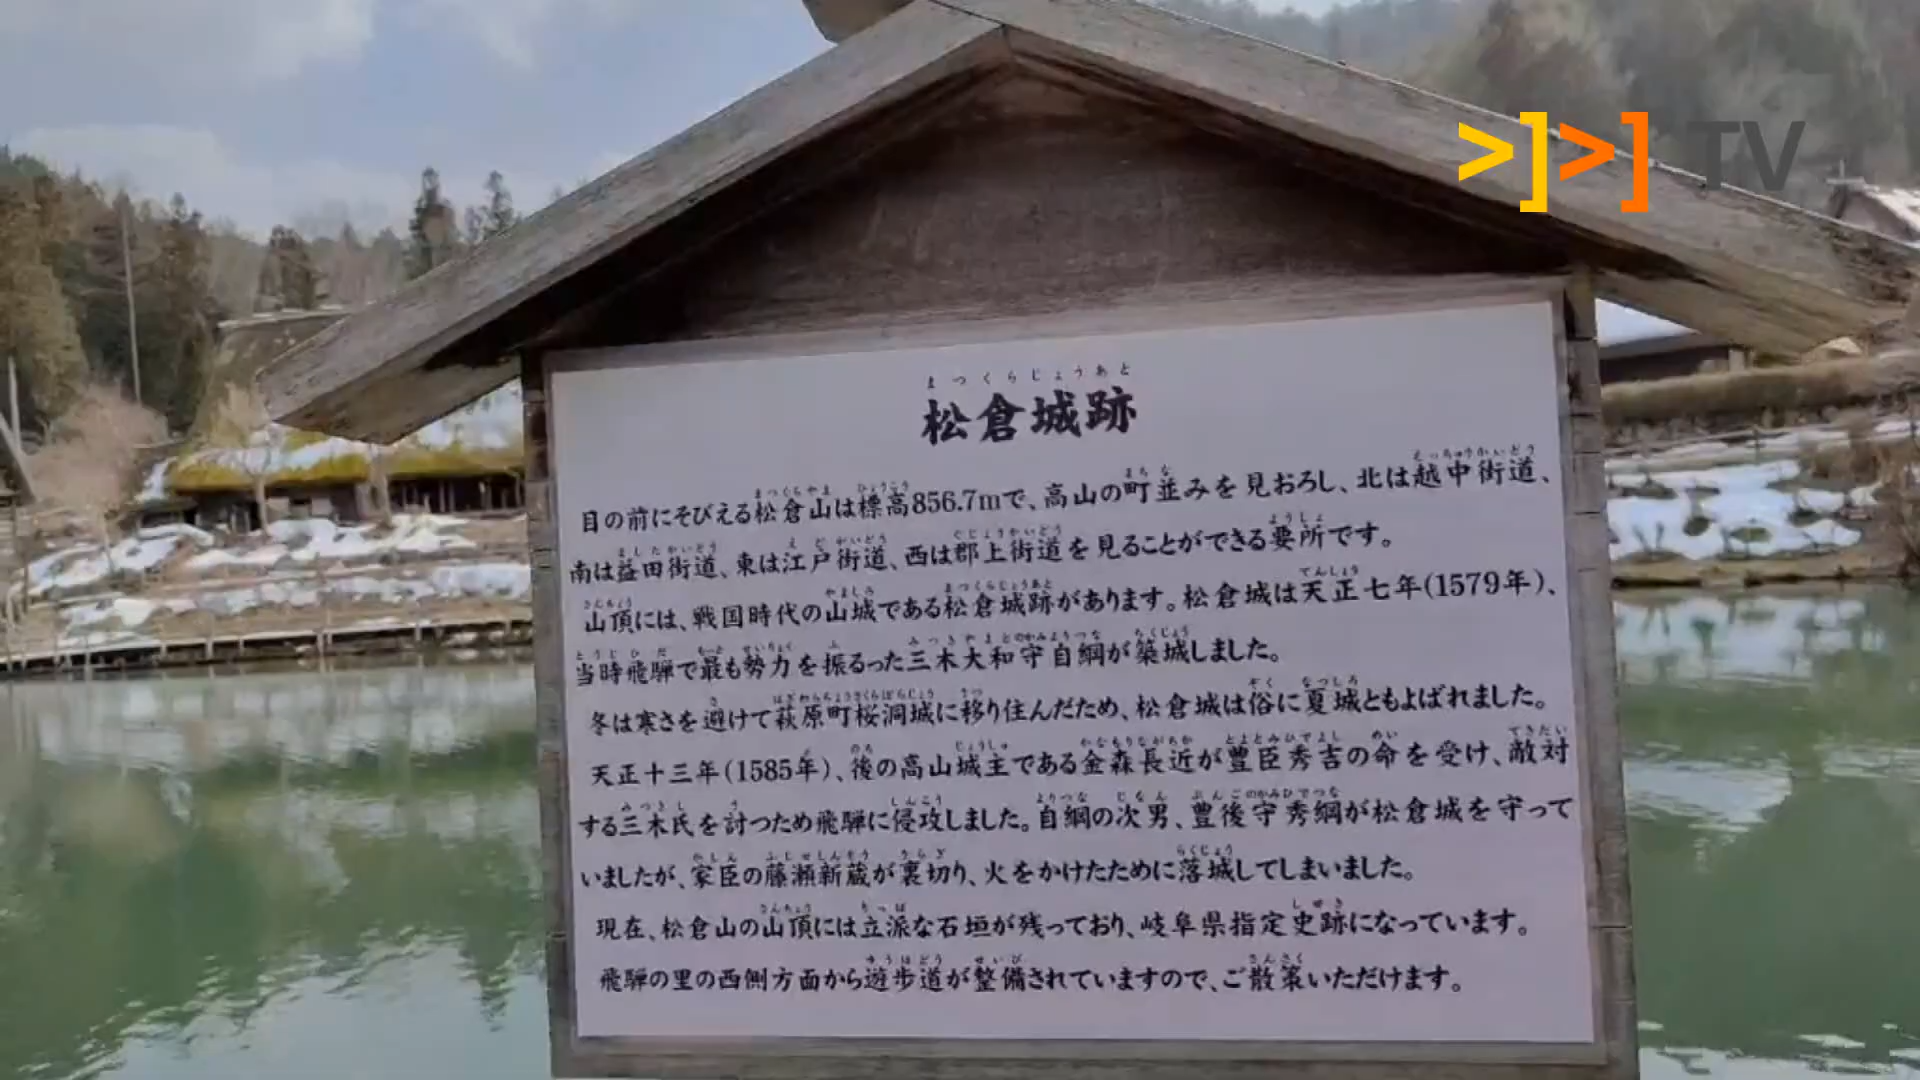 >]>] TV
まつくらじょうあと
松倉城跡
目の前にそびえる松倉山は標高856.7mで、高山の町並みを見おろし、北は越中街道、
南は益田街道、東は江戸街道、西は郡上街道を見ることができる要所です。
山頂には、戦国時代の山城である松倉城跡があります。松倉城は天正七年(1579年)、
当時飛騨で最も勢力を振るった三木大和守自綱が築城しました。
冬は寒さを避けて萩原町桜洞城に移り住んだため、松倉城は俗に夏城ともよばれました。
天正十三年(1585年)、後の高山城主である金森長近が豊臣秀吉の命を受け、敵対
する三木氏を討つため飛騨に侵攻しました。自綱の次男、豊後守秀綱が松倉城を守って
いましたが、家臣の藤瀬新蔵が裏切り、火をかけたために落城してしまいました。
現在、松倉山の山頂には立派な石垣が残っており、岐阜県指定史跡になっています。
飛騨の里の西側方面から遊歩道が整備されていますので、ご散策いただけます。